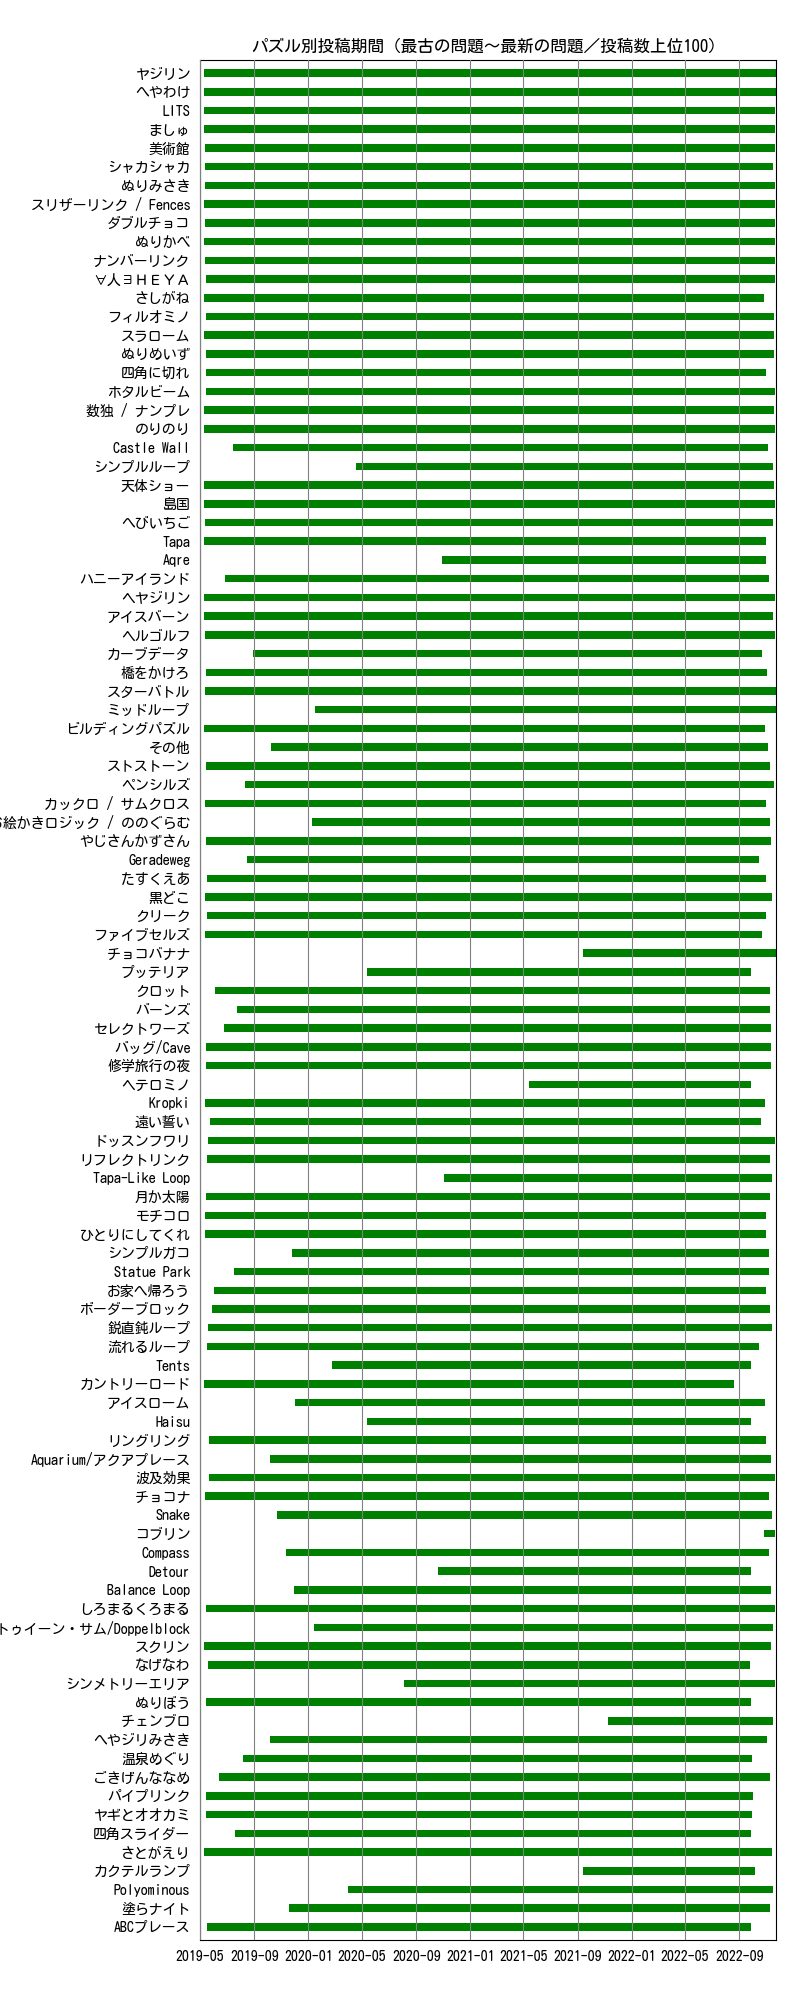 パズル別投稿期間（最古の問題～最新の問題／投稿数上位100）
ヤジリン
へやわけ
LITS
ましゅ
美術館
シャカシャカ
ぬりみさき
スリザーリンク / Fences
ダブルチョコ
ぬりかべ
ナンバーリンク
∀人∃ＨＥＹＡ
さしがね
フィルオミノ
スラローム
ぬりめいず
四角に切れ
ホタルビーム
数独 / ナンプレ
のりのり
Castle Wall
シンプルループ
天体ショー
島国
へびいちご
Tapa
Aqre
ハニーアイランド
ヘヤジリン
アイスバーン
ヘルゴルフ
カーブデータ
橋をかけろ
スターバトル
ミッドループ
ビルディングパズル
その他
ストストーン
ペンシルズ
カックロ / サムクロス
絵かきロジック / ののぐらむ
やじさんかずさん
Geradeweg
たすくえあ
黒どこ
クリーク
ファイブセルズ
チョコバナナ
プッテリア
クロット
バーンズ
セレクトワーズ
バッグ/Cave
修学旅行の夜
ヘテロミノ
Kropki
遠い誓い
ドッスンフワリ
リフレクトリンク
Tapa-Like Loop
月か太陽
モチコロ
ひとりにしてくれ
シンプルガコ
Statue Park
お家へ帰ろう
ボーダーブロック
鋭直鈍ループ
流れるループ
Tents
カントリーロード
アイスローム
Haisu
リングリング
Aquarium/アクアプレース
波及効果
チョコナ
Snake
コブリン
Compass
Detour
Balance Loop
しろまるくろまる
トゥイーン・サム/Doppelblock
スクリン
なげなわ
シンメトリーエリア
ぬりぼう
チェンブロ
へやジリみさき
温泉めぐり
ごきげんななめ
パイプリンク
ヤギとオオカミ
四角スライダー
さとがえり
カクテルランプ
Polyominous
塗らナイト
ABCプレース
2019-05 2019-09 2020-01 2020-05 2020-09 2021-01 2021-05 2021-09 2022-01 2022-05 2022-09